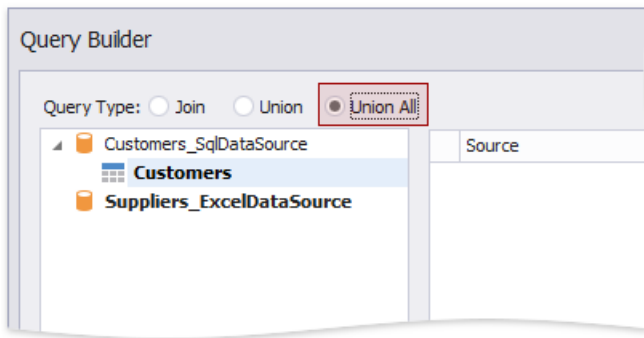 Query Builder
Query Type: Join Union Union All
Customers_SqlDataSource
Source
Customers
Suppliers_ExcelDataSource